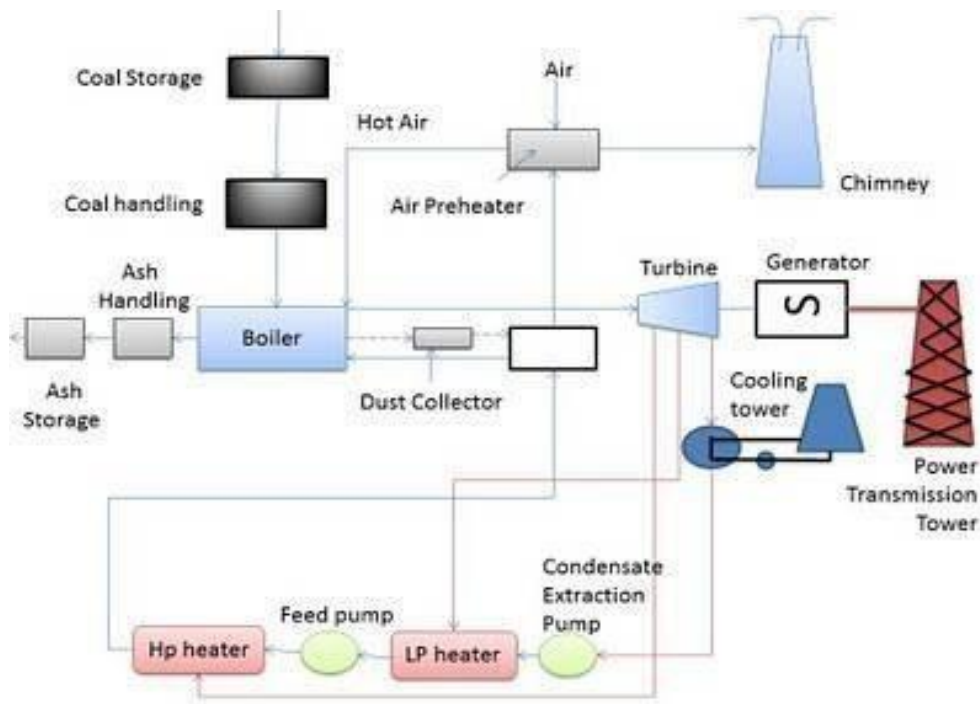 Coal Storage
Air
Hot Air
Coal handling
Air Preheater
Chimney
Ash
Handling
Turbine
Generator
Boiler
Ash
Storage
Dust Collector
Cooling
tower
Power
Transmission
Tower
Condensate
Extraction
Pump
Feed pump
Hp heater
LP heater